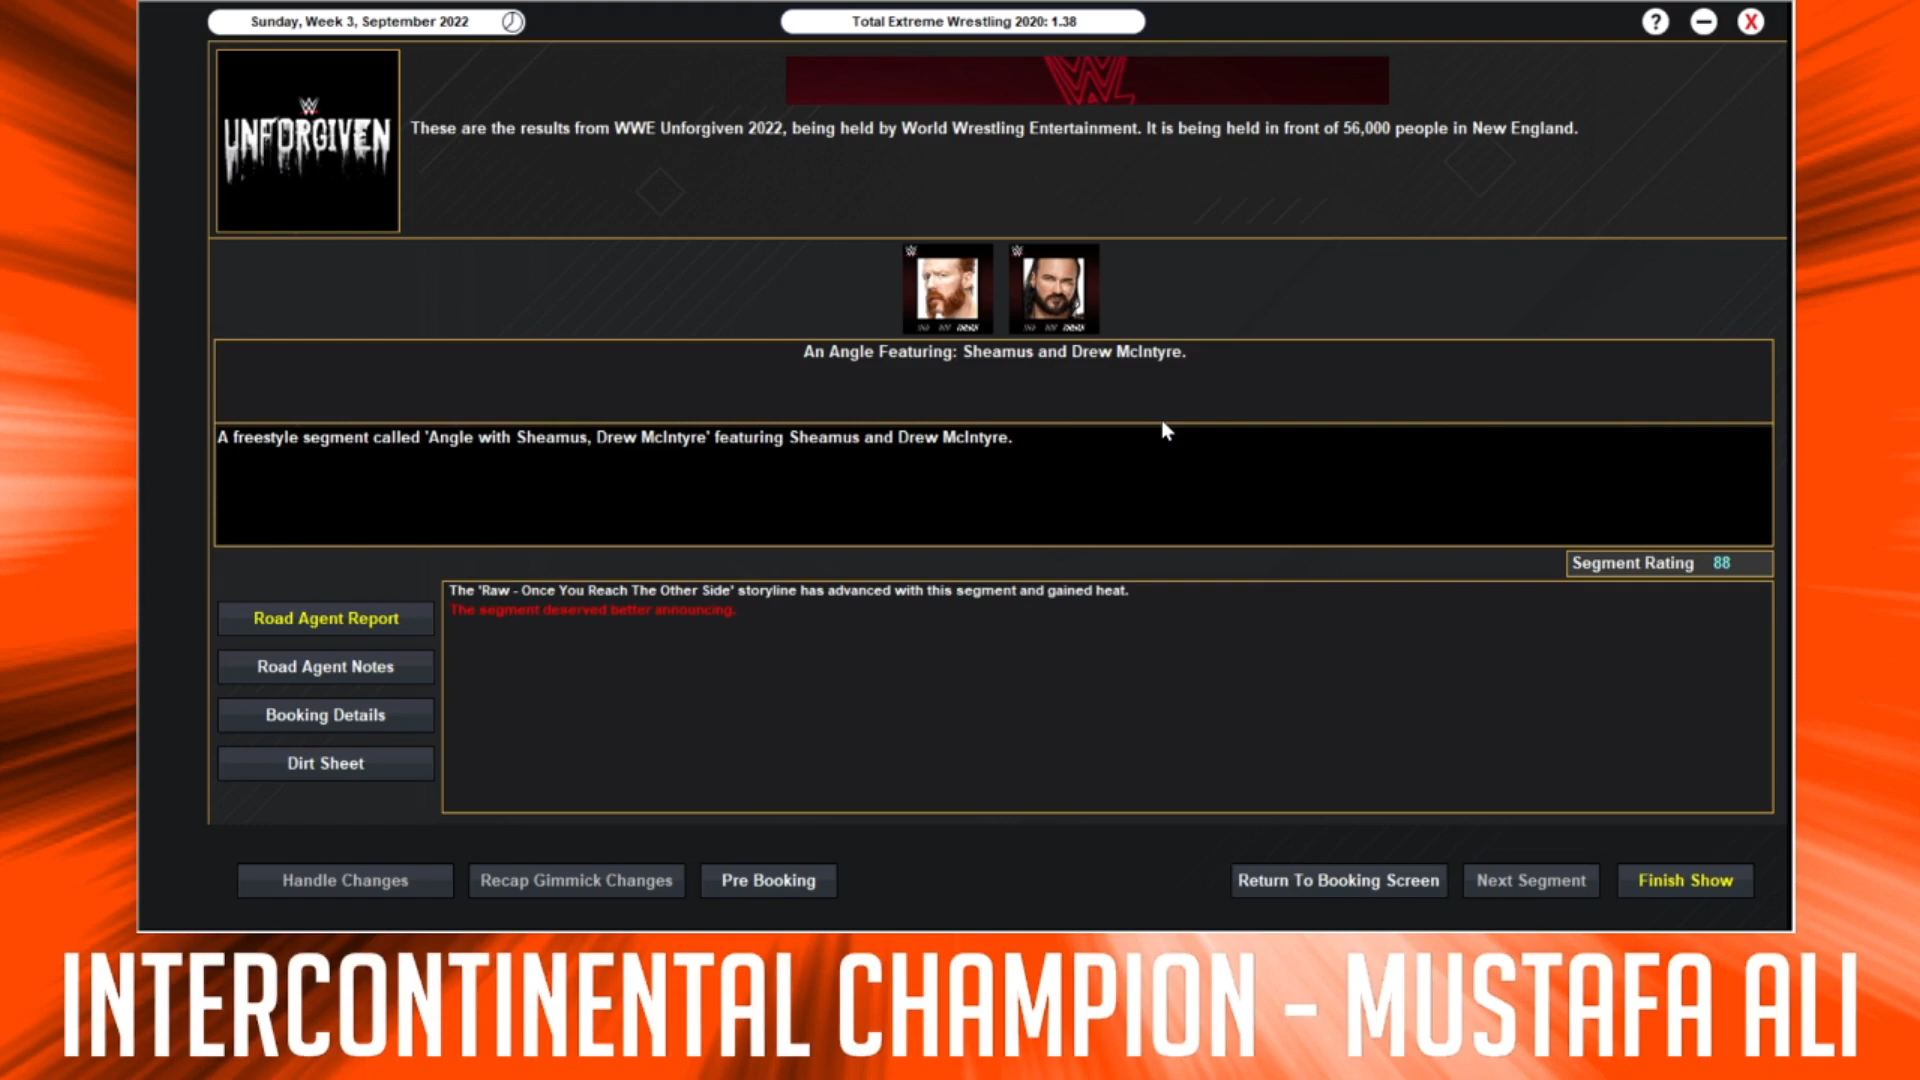 Sunday, Week 3, September 2022
Total Extreme Wrestling 2020: 1.38
?
X
UNFORGIVEN
These are the results from WWE Unforgiven 2022, being held by World Wrestling Entertainment. It is being held in front of 56,000 people in New England.
An Angle Featuring: Sheamus and Drew McIntyre.
A freestyle segment called 'Angle with Sheamus, Drew McIntyre' featuring Sheamus and Drew McIntyre.
Segment Rating 88
The 'Raw - Once You Reach The Other Side' storyline has advanced with this segment and gained heat.
The segment deserved better announcing.
Road Agent Report
Road Agent Notes
Booking Details
Dirt Sheet
Handle Changes
Recap Gimmick Changes
Pre Booking
Return To Booking Screen
Next Segment
Finish Show
INTERCONTINENTAL CHAMPION - MUSTAFA ALI